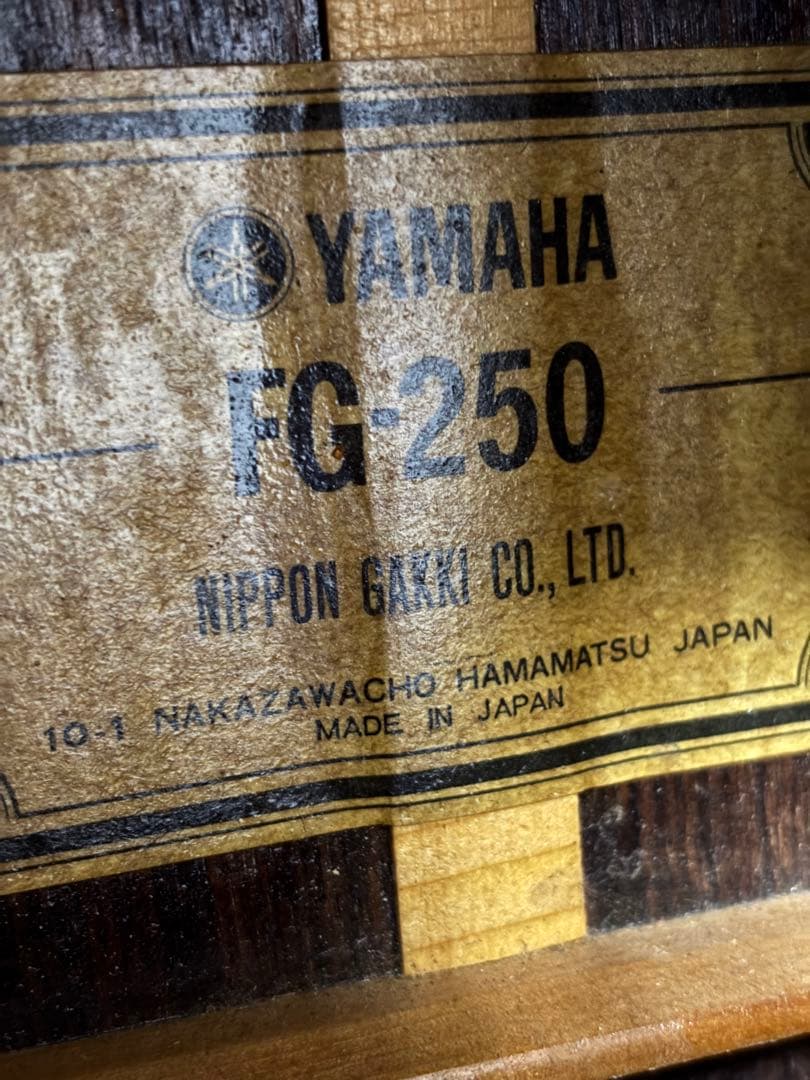 YAMAHA
FG-250
NIPPON GAKKI CO., LTD.
10-1 NAKAZAWACHO HAMAMATSU JAPAN
MADE IN JAPAN